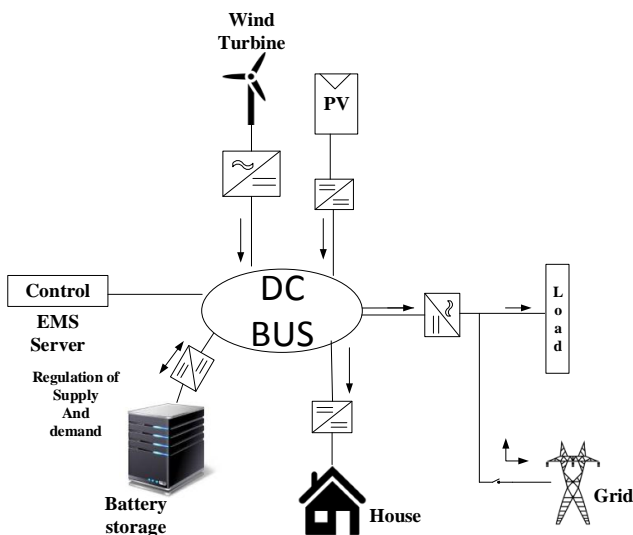 Wind
Turbine
PV
DC
BUS
Control
EMS
Server
Regulation of
Supply
And
demand
L
o
a
d
Battery
storage
House
Grid